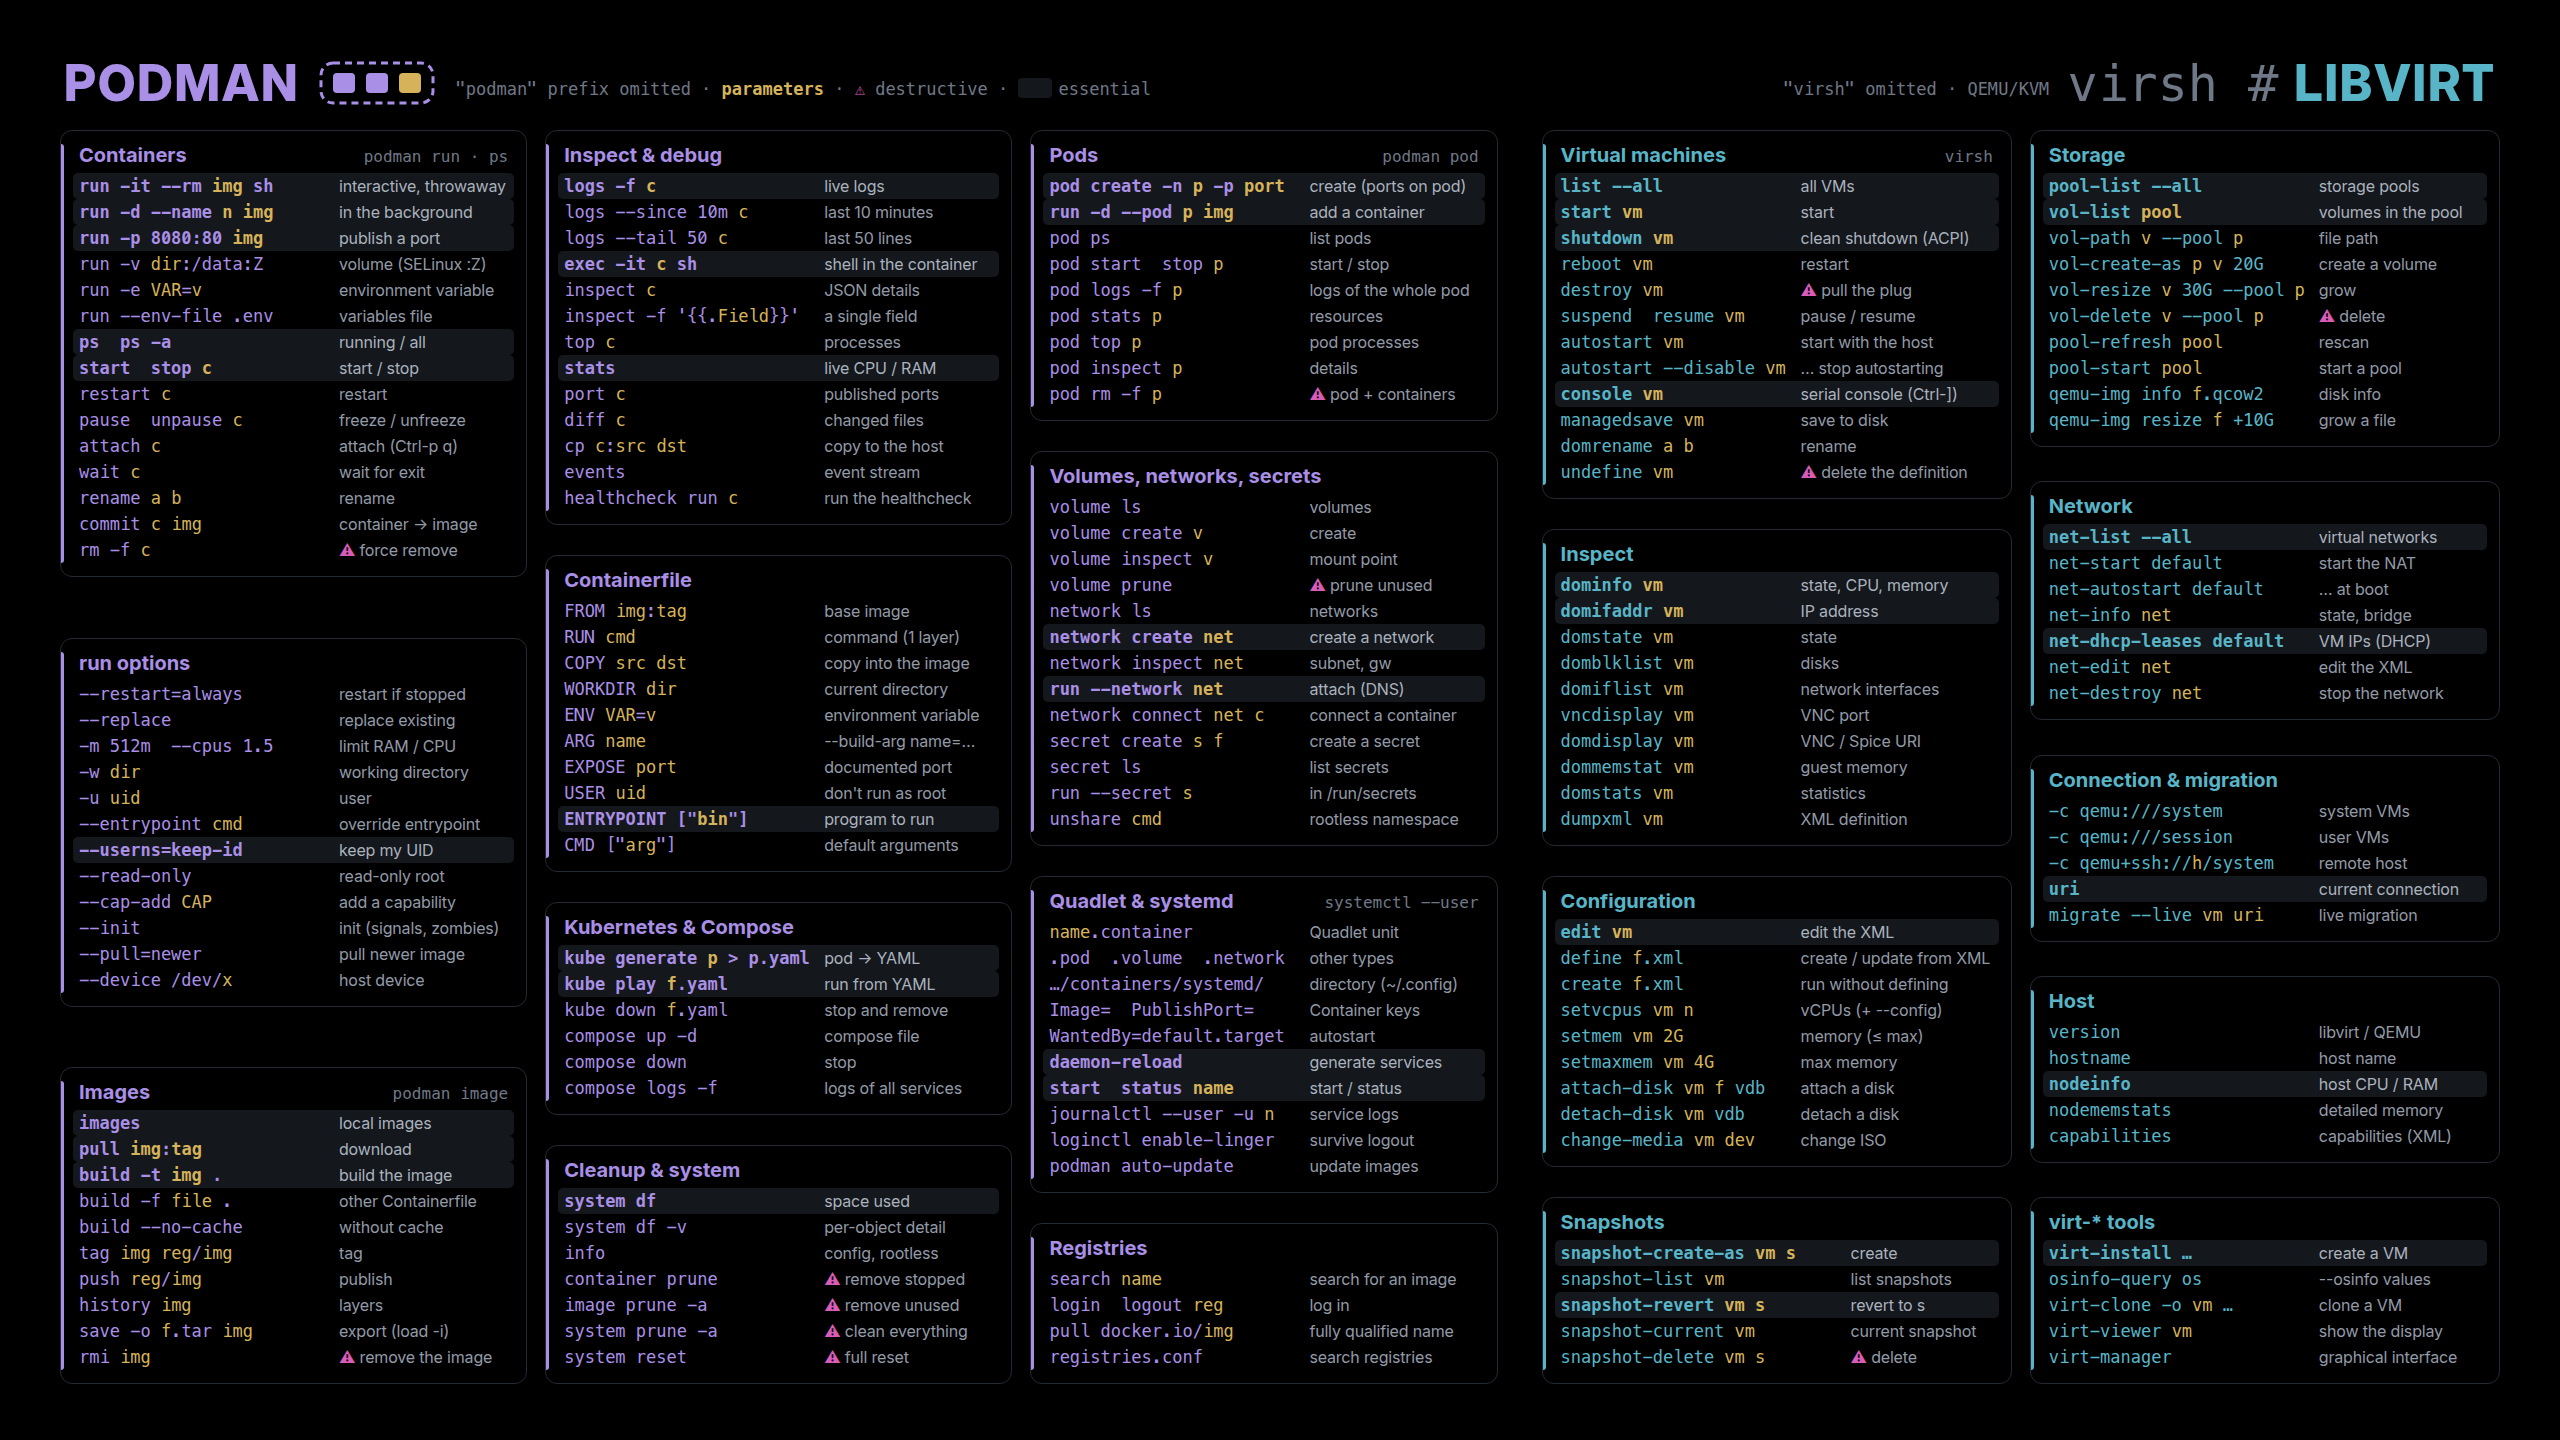 PODMAN
"podman" prefix omitted · parameters · ⚠ destructive · essential
"virsh" omitted · QEMU/KVM virsh # LIBVIRT
Containers podman run · ps
run -it --rm img sh interactive, throwaway
run -d --name n img in the background
run -p 8080:80 img publish a port
run -v dir:/data:Z volume (SELinux :Z)
run -e VAR=v environment variable
run --env-file .env variables file
ps ps -a running / all
start stop c start / stop
restart c restart
pause unpause c freeze / unfreeze
attach c attach (Ctrl-p q)
wait c wait for exit
rename a b rename
commit c img container → image
rm -f c ⚠ force remove
run options
--restart=always restart if stopped
--replace replace existing
-m 512m --cpus 1.5 limit RAM / CPU
-w dir working directory
-u uid user
--entrypoint cmd override entrypoint
--userns=keep-id keep my UID
--read-only read-only root
--cap-add CAP add a capability
--init init (signals, zombies)
--pull=newer pull newer image
--device /dev/x host device
Images podman image
images local images
pull img:tag download
build -t img . build the image
build -f file . other Containerfile
build --no-cache without cache
tag img reg/img tag
push reg/img publish
history img layers
save -o f.tar img export (load -i)
rmi img ⚠ remove the image
Inspect & debug
logs -f c live logs
logs --since 10m c last 10 minutes
logs --tail 50 c last 50 lines
exec -it c sh shell in the container
inspect c JSON details
inspect -f '{{.Field}}' a single field
top c processes
stats live CPU / RAM
port c published ports
diff c changed files
cp c:src dst copy to the host
events event stream
healthcheck run c run the healthcheck
Containerfile
FROM img:tag base image
RUN cmd command (1 layer)
COPY src dst copy into the image
WORKDIR dir current directory
ENV VAR=v environment variable
ARG name --build-arg name=…
EXPOSE port documented port
USER uid don't run as root
ENTRYPOINT ["bin"] program to run
CMD ["arg"] default arguments
Kubernetes & Compose
kube generate p > p.yaml pod → YAML
kube play f.yaml run from YAML
kube down f.yaml stop and remove
compose up -d compose file
compose down stop
compose logs -f logs of all services
Cleanup & system
system df space used
system df -v per-object detail
info config, rootless
container prune ⚠ remove stopped
image prune -a ⚠ remove unused
system prune -a ⚠ clean everything
system reset ⚠ full reset
Pods podman pod
pod create -n p -p port create (ports on pod)
run -d --pod p img add a container
pod ps list pods
pod start stop p start / stop
pod logs -f p logs of the whole pod
pod stats p resources
pod top p pod processes
pod inspect p details
pod rm -f p ⚠ pod + containers
Volumes, networks, secrets
volume ls volumes
volume create v create
volume inspect v mount point
volume prune ⚠ prune unused
network ls networks
network create net create a network
network inspect net subnet, gw
run --network net attach (DNS)
network connect net c connect a container
secret create s f create a secret
secret ls list secrets
run --secret s in /run/secrets
unshare cmd rootless namespace
Quadlet & systemd systemctl --user
name.container Quadlet unit
.pod .volume .network other types
…/containers/systemd/ directory (~/.config)
Image= PublishPort= Container keys
WantedBy=default.target autostart
daemon-reload generate services
start status name start / status
journalctl --user -u n service logs
loginctl enable-linger survive logout
podman auto-update update images
Registries
search name search for an image
login logout reg log in
pull docker.io/img fully qualified name
registries.conf search registries
Virtual machines virsh
list --all all VMs
start vm start
shutdown vm clean shutdown (ACPI)
reboot vm restart
destroy vm ⚠ pull the plug
suspend resume vm pause / resume
autostart vm start with the host
autostart --disable vm … stop autostarting
console vm serial console (Ctrl-])
managedsave vm save to disk
domrename a b rename
undefine vm ⚠ delete the definition
Inspect
dominfo vm state, CPU, memory
domifaddr vm IP address
domstate vm state
domblklist vm disks
domiflist vm network interfaces
vncdisplay vm VNC port
domdisplay vm VNC / Spice URI
dommemstat vm guest memory
domstats vm statistics
dumpxml vm XML definition
Configuration
edit vm edit the XML
define f.xml create / update from XML
create f.xml run without defining
setvcpus vm n vCPUs (+ --config)
setmem vm 2G memory (≤ max)
setmaxmem vm 4G max memory
attach-disk vm f vdb attach a disk
detach-disk vm vdb detach a disk
change-media vm dev change ISO
Snapshots
snapshot-create-as vm s create
snapshot-list vm list snapshots
snapshot-revert vm s revert to s
snapshot-current vm current snapshot
snapshot-delete vm s ⚠ delete
Storage
pool-list --all storage pools
vol-list pool volumes in the pool
vol-path v --pool p file path
vol-create-as p v 20G create a volume
vol-resize v 30G --pool p grow
vol-delete v --pool p ⚠ delete
pool-refresh pool rescan
pool-start pool start a pool
qemu-img info f.qcow2 disk info
qemu-img resize f +10G grow a file
Network
net-list --all virtual networks
net-start default start the NAT
net-autostart default … at boot
net-info net state, bridge
net-dhcp-leases default VM IPs (DHCP)
net-edit net edit the XML
net-destroy net stop the network
Connection & migration
-c qemu:///system system VMs
-c qemu:///session user VMs
-c qemu+ssh://h/system remote host
uri current connection
migrate --live vm uri live migration
Host
version libvirt / QEMU
hostname host name
nodeinfo host CPU / RAM
nodememstats detailed memory
capabilities capabilities (XML)
virt-* tools
virt-install … create a VM
osinfo-query os --osinfo values
virt-clone -o vm … clone a VM
virt-viewer vm show the display
virt-manager graphical interface